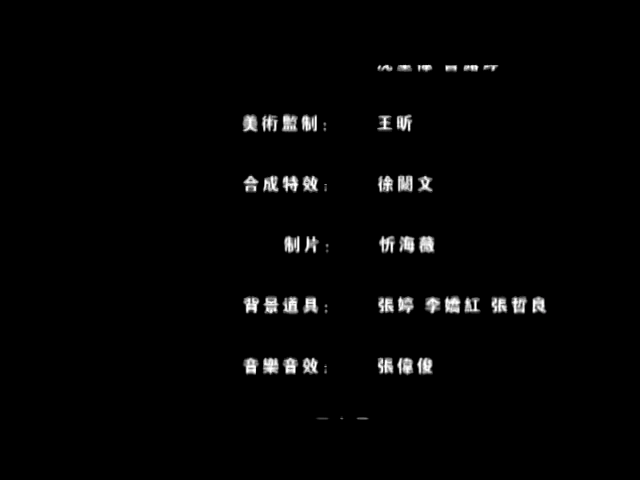 美術監制： 王昕
合成特效： 徐閎文
制片： 忻海薇
背景道具： 張婷 李嬌紅 張哲良
音樂音效： 張偉俊